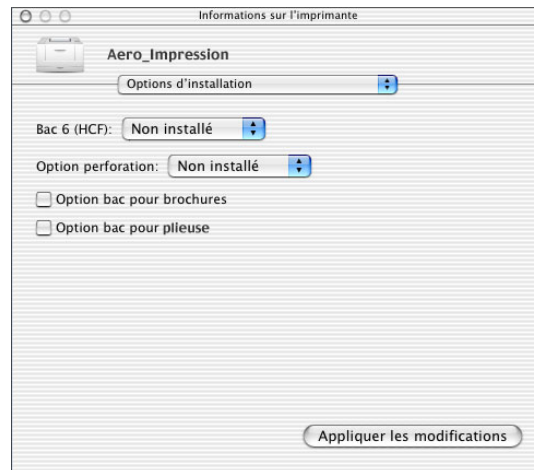 Informations sur l'imprimante
Aero_Impression
Options d'installation
Bac 6 (HCF): Non installé
Option perforation: Non installé
Option bac pour brochures
Option bac pour plieuse
Appliquer les modifications